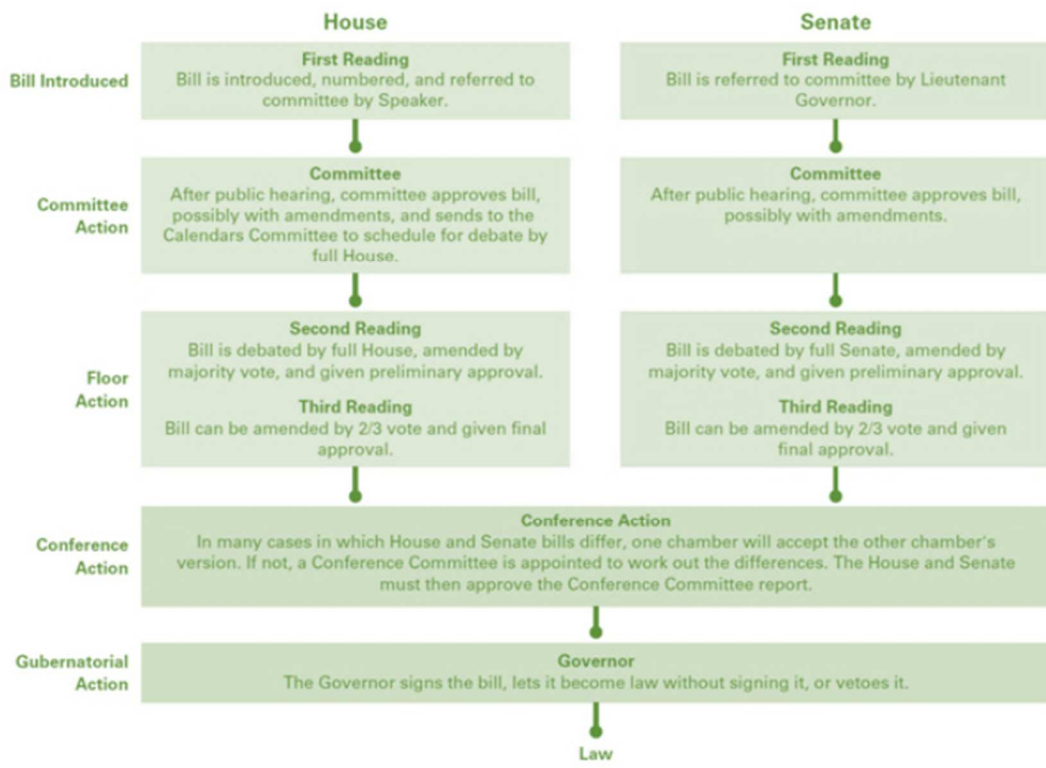 House
Senate
Bill Introduced
First Reading
Bill is introduced, numbered, and referred to
committee by Speaker.
First Reading
Bill is referred to committee by Lieutenant
Governor.
Committee
Action
Committee
After public hearing, committee approves bill,
possibly with amendments, and sends to the
Calendars Committee to schedule for debate by
full House.
Committee
After public hearing, committee approves bill,
possibly with amendments.
Floor
Action
Second Reading
Bill is debated by full House, amended by
majority vote, and given preliminary approval.
Third Reading
Bill can be amended by 2/3 vote and given final
approval.
Second Reading
Bill is debated by full Senate, amended by
majority vote, and given preliminary approval.
Third Reading
Bill can be amended by 2/3 vote and given
final approval.
Conference
Action
Conference Action
In many cases in which House and Senate bills differ, one chamber will accept the other chamber's
version. If not, a Conference Committee is appointed to work out the differences. The House and Senate
must then approve the Conference Committee report.
Gubernatorial
Action
Governor
The Governor signs the bill, lets it become law without signing it, or vetoes it.
Law